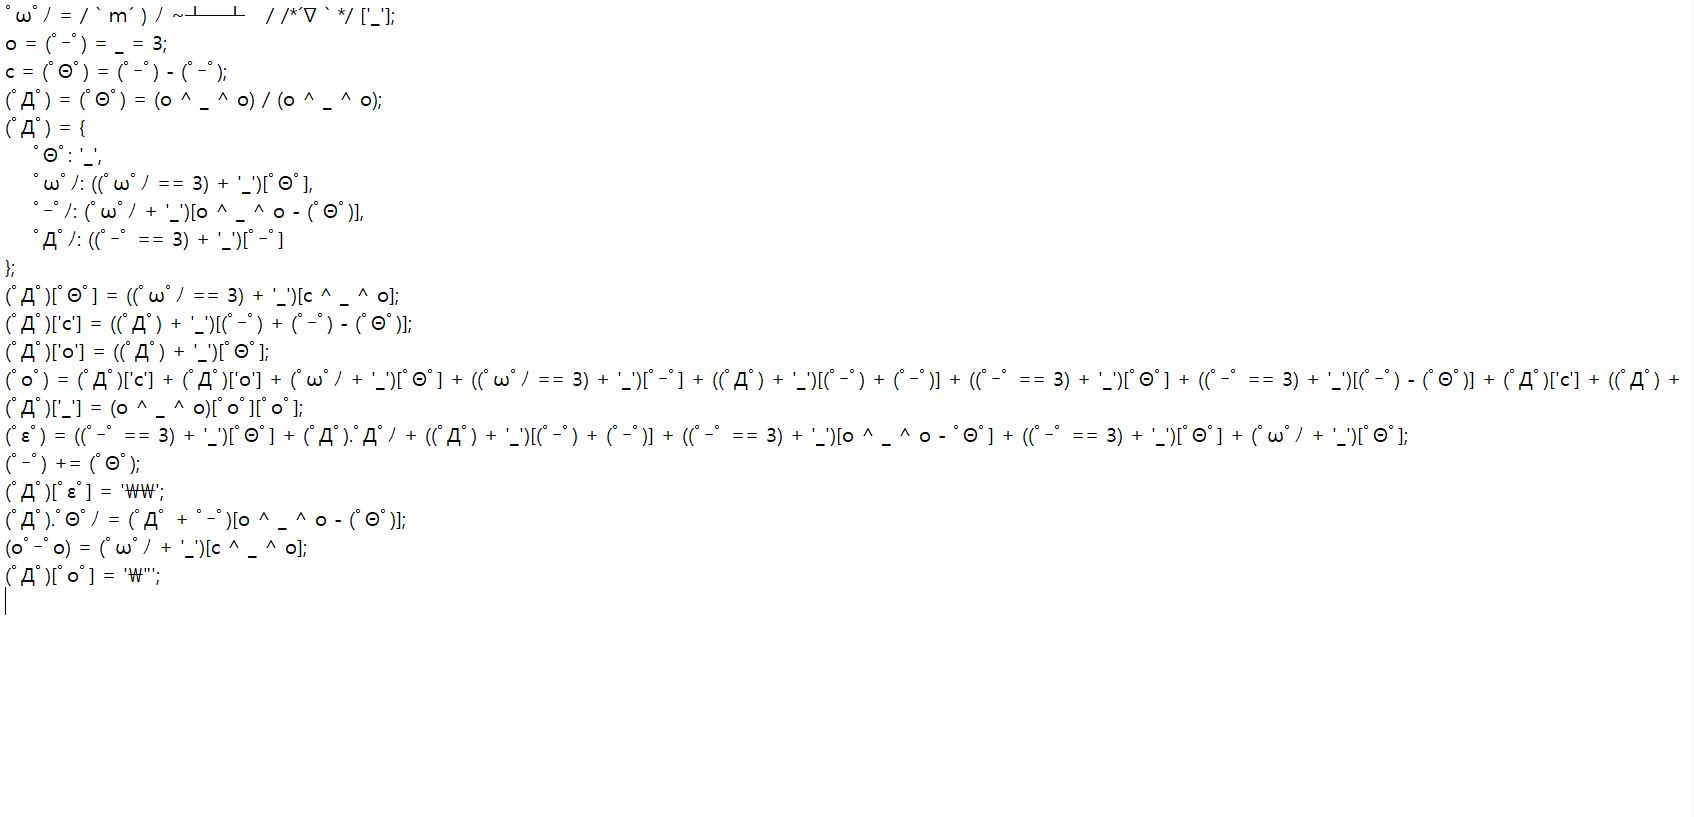 ﾟωﾟﾉ = / ` m´ ) ﾉ ~┻━┻   / /*´∇ ` */ ['_'];
o = (ﾟｰﾟ) = _ = 3;
c = (ﾟΘﾟ) = (ﾟｰﾟ) - (ﾟｰﾟ);
(ﾟДﾟ) = (ﾟΘﾟ) = (o ^ _ ^ o) / (o ^ _ ^ o);
(ﾟДﾟ) = {
ﾟΘﾟ: '_',
ﾟωﾟﾉ: ((ﾟωﾟﾉ == 3) + '_')[ﾟΘﾟ],
ﾟｰﾟﾉ: (ﾟωﾟﾉ + '_')[o ^ _ ^ o - (ﾟΘﾟ)],
ﾟДﾟﾉ: ((ﾟｰﾟ == 3) + '_')[ﾟｰﾟ]
};
(ﾟДﾟ)[ﾟΘﾟ] = ((ﾟωﾟﾉ == 3) + '_')[c ^ _ ^ o];
(ﾟДﾟ)['c'] = ((ﾟДﾟ) + '_')[(ﾟｰﾟ) + (ﾟｰﾟ) - (ﾟΘﾟ)];
(ﾟДﾟ)['o'] = ((ﾟДﾟ) + '_')[ﾟΘﾟ];
(ﾟoﾟ) = (ﾟДﾟ)['c'] + (ﾟДﾟ)['o'] + (ﾟωﾟﾉ + '_')[ﾟΘﾟ] + ((ﾟωﾟﾉ == 3) + '_')[ﾟｰﾟ] + ((ﾟДﾟ) + '_')[(ﾟｰﾟ) + (ﾟｰﾟ)] + ((ﾟｰﾟ == 3) + '_')[ﾟΘﾟ] + ((ﾟｰﾟ == 3) + '_')[(ﾟｰﾟ) - (ﾟΘﾟ)] + (ﾟДﾟ)['c'] + ((ﾟДﾟ) +
(ﾟДﾟ)['_'] = (o ^ _ ^ o)[ﾟoﾟ][ﾟoﾟ];
(ﾟεﾟ) = ((ﾟｰﾟ == 3) + '_')[ﾟΘﾟ] + (ﾟДﾟ).ﾟДﾟﾉ + ((ﾟДﾟ) + '_')[(ﾟｰﾟ) + (ﾟｰﾟ)] + ((ﾟｰﾟ == 3) + '_')[o ^ _ ^ o - ﾟΘﾟ] + ((ﾟｰﾟ == 3) + '_')[ﾟΘﾟ] + (ﾟωﾟﾉ + '_')[ﾟΘﾟ];
(ﾟｰﾟ) += (ﾟΘﾟ);
(ﾟДﾟ)[ﾟεﾟ] = '₩₩';
(ﾟДﾟ).ﾟΘﾟﾉ = (ﾟДﾟ + ﾟｰﾟ)[o ^ _ ^ o - (ﾟΘﾟ)];
(oﾟｰﾟo) = (ﾟωﾟﾉ + '_')[c ^ _ ^ o];
(ﾟДﾟ)[ﾟoﾟ] = '₩"';